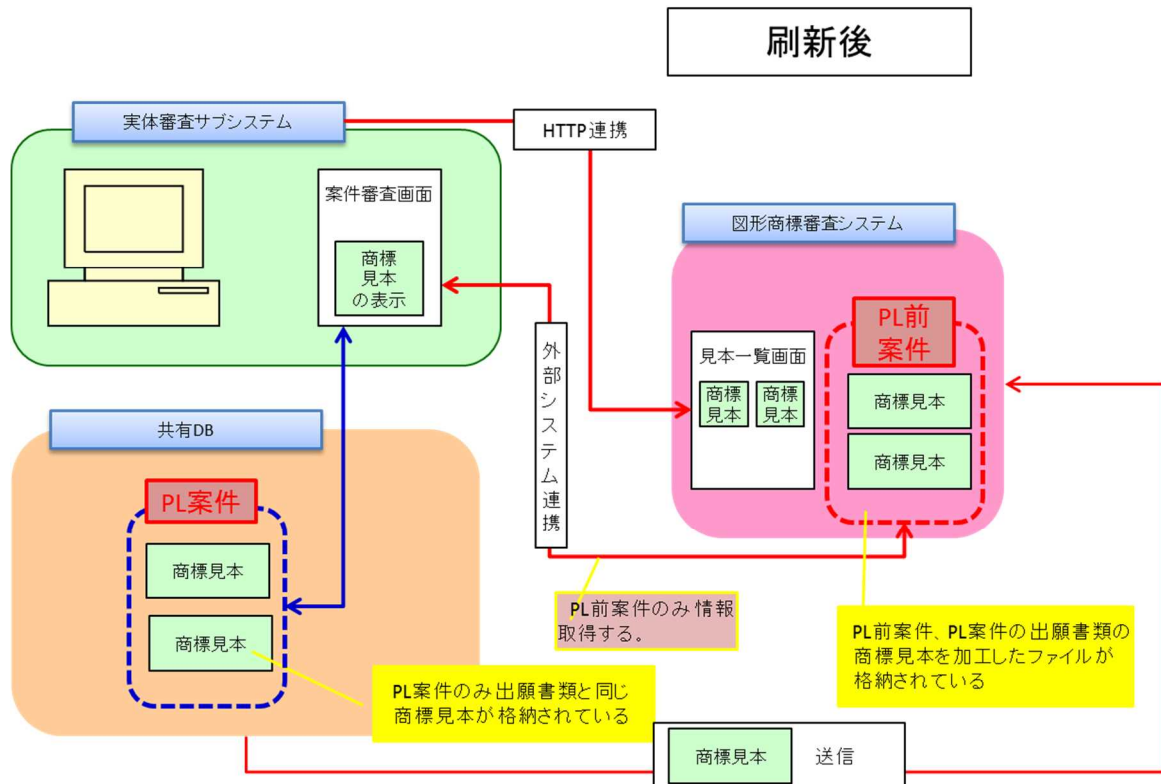 刷新後
実体審査サブシステム
HTTP連携
案件審査画面
商標
見本
の表示
図形商標審査システム
PL前
案件
見本一覧画面
商標
見本
商標
見本
商標見本
商標見本
外部システム連携
共有DB
PL案件
商標見本
商標見本
PL前案件のみ情報
取得する。
PL前案件、PL案件の出願書類の
商標見本を加工したファイルが
格納されている
PL案件のみ出願書類と同じ
商標見本が格納されている
商標見本 送信